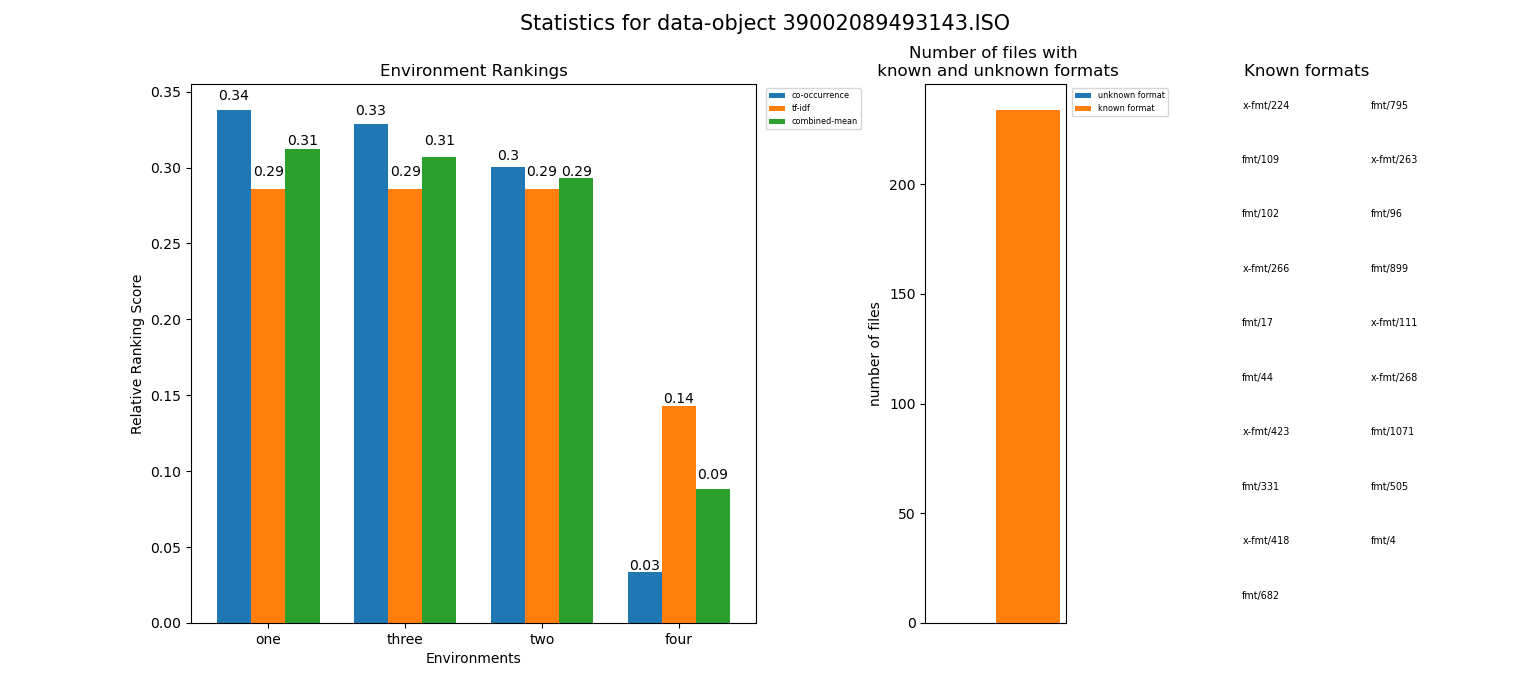 Statistics for data-object 39002089493143.ISO
Environment Rankings
0.35
0.30
0.25
0.20
0.15
0.10
0.05
0.00
Relative Ranking Score
0.34
0.29
0.31
0.33
0.29
0.31
0.3
0.29
0.29
0.03
0.14
0.09
one
three
two
four
Environments
co-occurrence
tf-idf
combined-mean
Number of files with
known and unknown formats
200
150
100
50
0
number of files
unknown format
known format
Known formats
x-fmt/224
fmt/795
fmt/109
x-fmt/263
fmt/102
fmt/96
x-fmt/266
fmt/899
fmt/17
x-fmt/111
fmt/44
x-fmt/268
x-fmt/423
fmt/1071
fmt/331
fmt/505
x-fmt/418
fmt/4
fmt/682